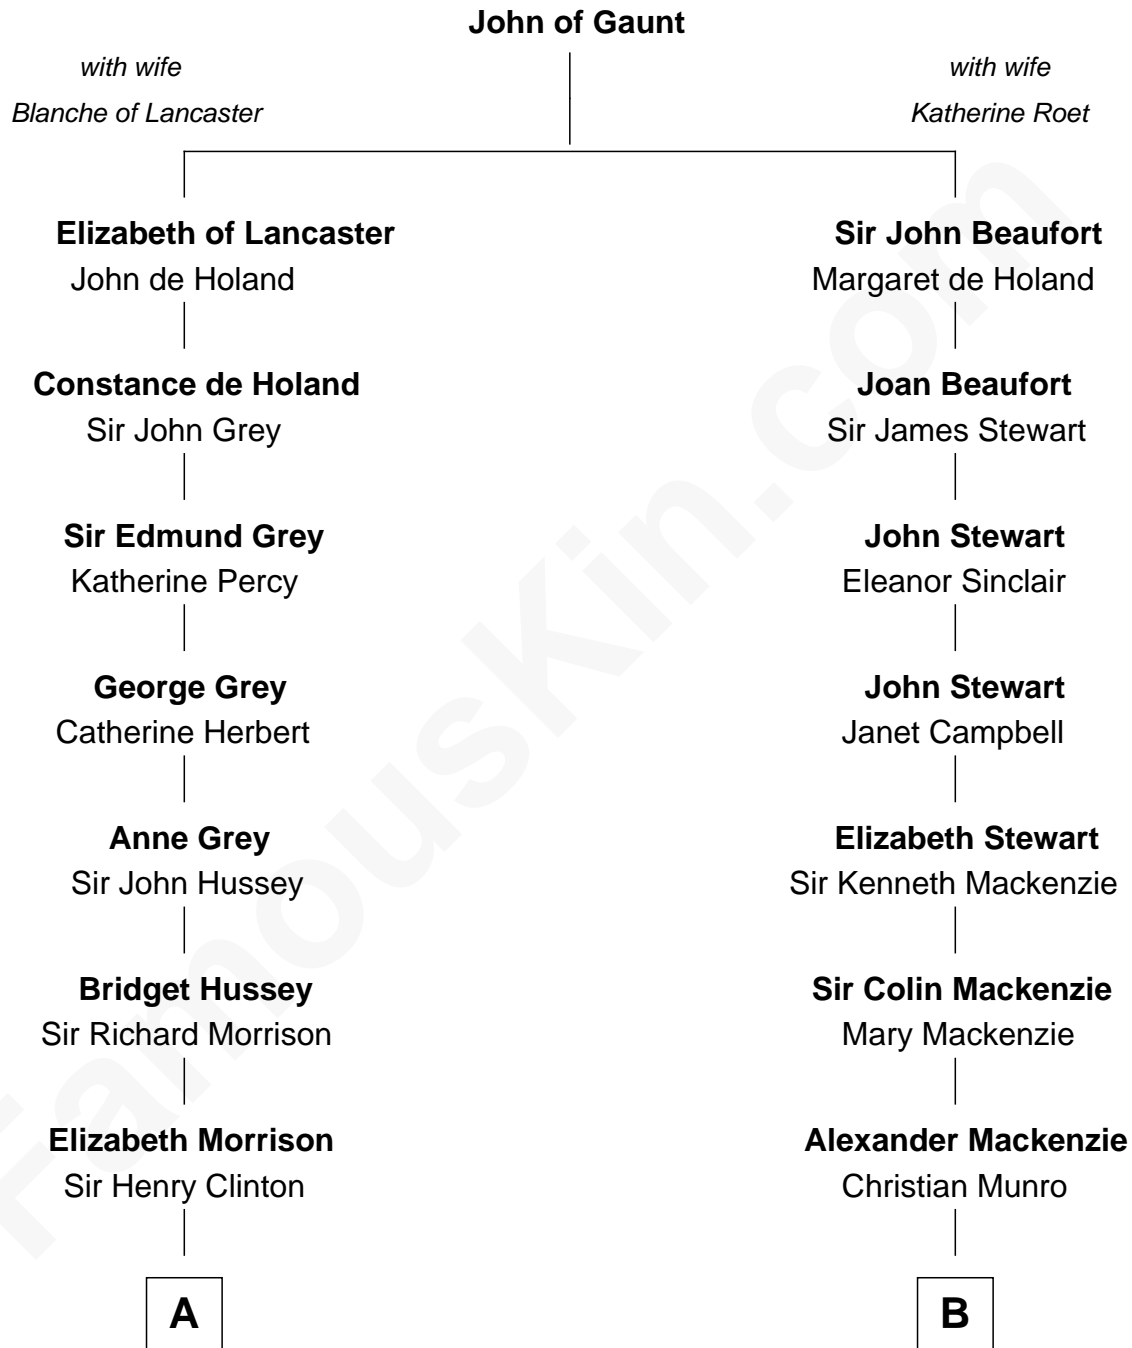 John of Gaunt
with wife
Blanche of Lancaster
with wife
Katherine Roet
Elizabeth of Lancaster
John de Holand
Sir John Beaufort
Margaret de Holand
Constance de Holand
Sir John Grey
Joan Beaufort
Sir James Stewart
Sir Edmund Grey
Katherine Percy
John Stewart
Eleanor Sinclair
George Grey
Catherine Herbert
John Stewart
Janet Campbell
Anne Grey
Sir John Hussey
Elizabeth Stewart
Sir Kenneth Mackenzie
Bridget Hussey
Sir Richard Morrison
Sir Colin Mackenzie
Mary Mackenzie
Elizabeth Morrison
Sir Henry Clinton
Alexander Mackenzie
Christian Munro
A
B
FamousKin.com